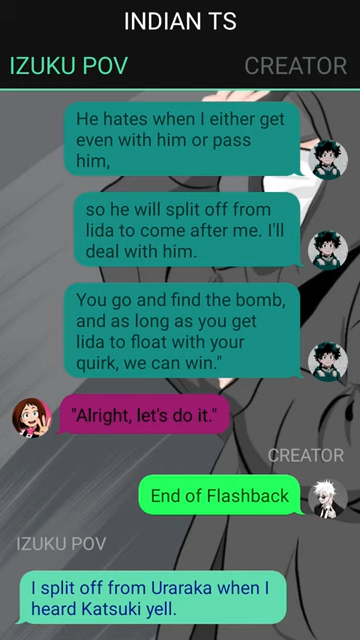 INDIAN TS
IZUKU POV CREATOR
He hates when I either get
even with him or pass
him,
so he will split off from
Iida to come after me. I'll
deal with him.
You go and find the bomb,
and as long as you get
Iida to float with your
quirk, we can win."
"Alright, let's do it."
CREATOR
End of Flashback
IZUKU POV
I split off from Uraraka when I
heard Katsuki yell.